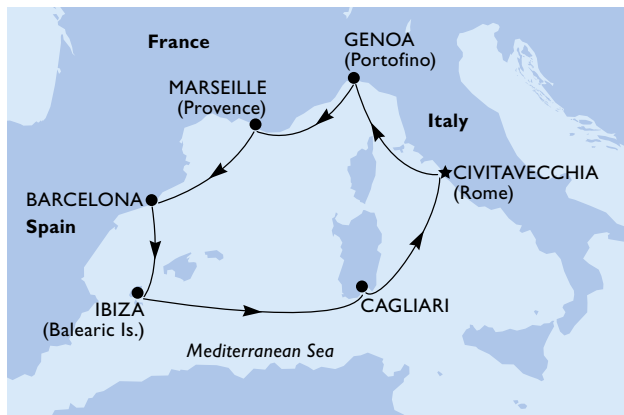 France
GENOA
(Portofino)
MARSEILLE
(Provence)
Italy
CIVITAVECCHIA
(Rome)
BARCELONA
Spain
IBIZA
(Balearic Is.)
CAGLIARI
Mediterranean Sea